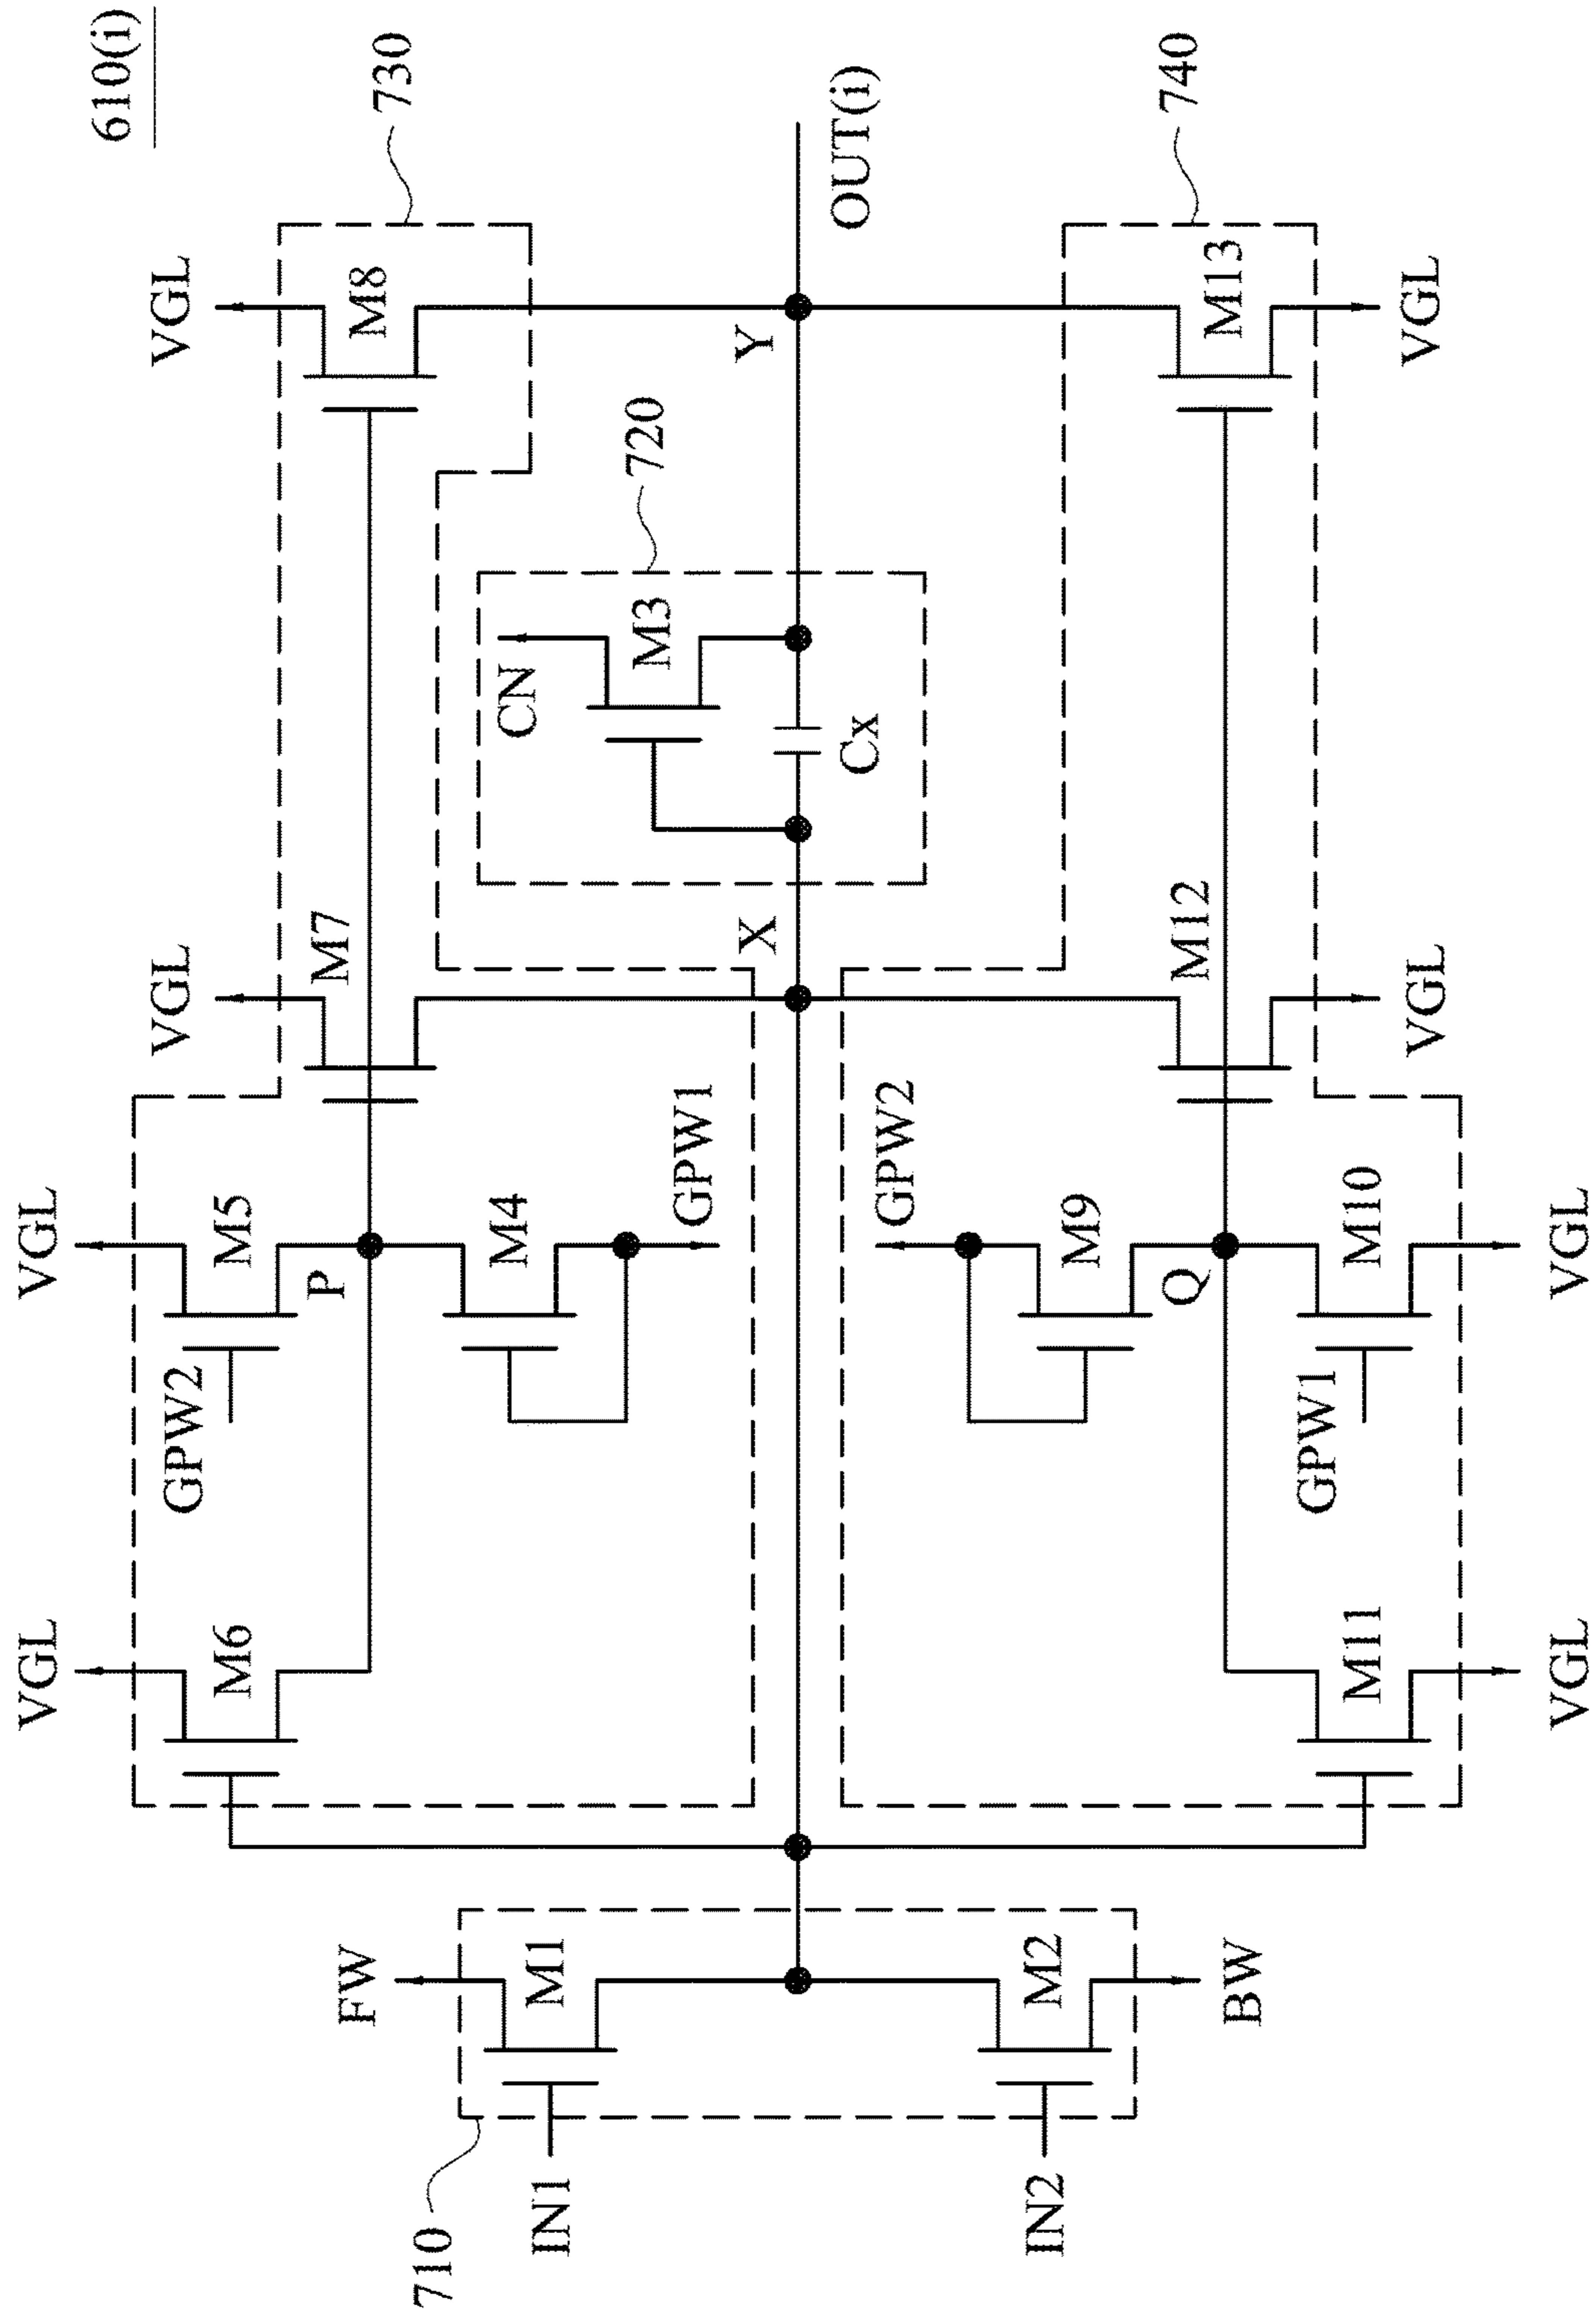 610(i)
730
740
VGL
M8
OUT(i)
M13
VGL
Y
720
CN
M3
Cx
VGL
M7
X
M12
VGL
VGL
M5
P
M4
GPW1
GPW2
M9
Q
M10
VGL
GPW2
GPW1
VGL
M6
M11
VGL
FW
M1
M2
BW
710
IN1
IN2